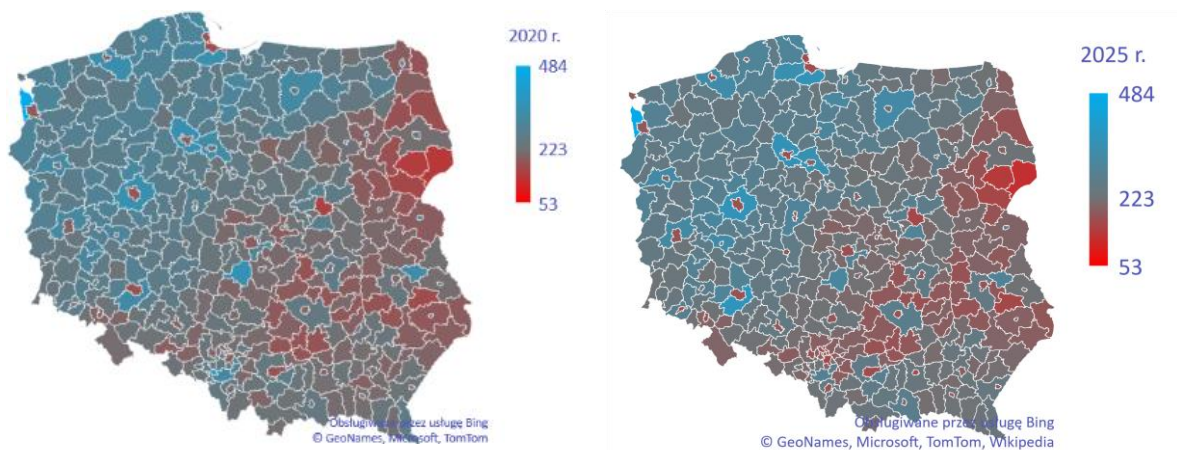 2020 r.
484
223
53
Obsługiwane przez usługę Bing
© GeoNames, Microsoft, TomTom
2025 r.
484
223
53
Obsługiwane przez usługę Bing
© GeoNames, Microsoft, TomTom, Wikipedia